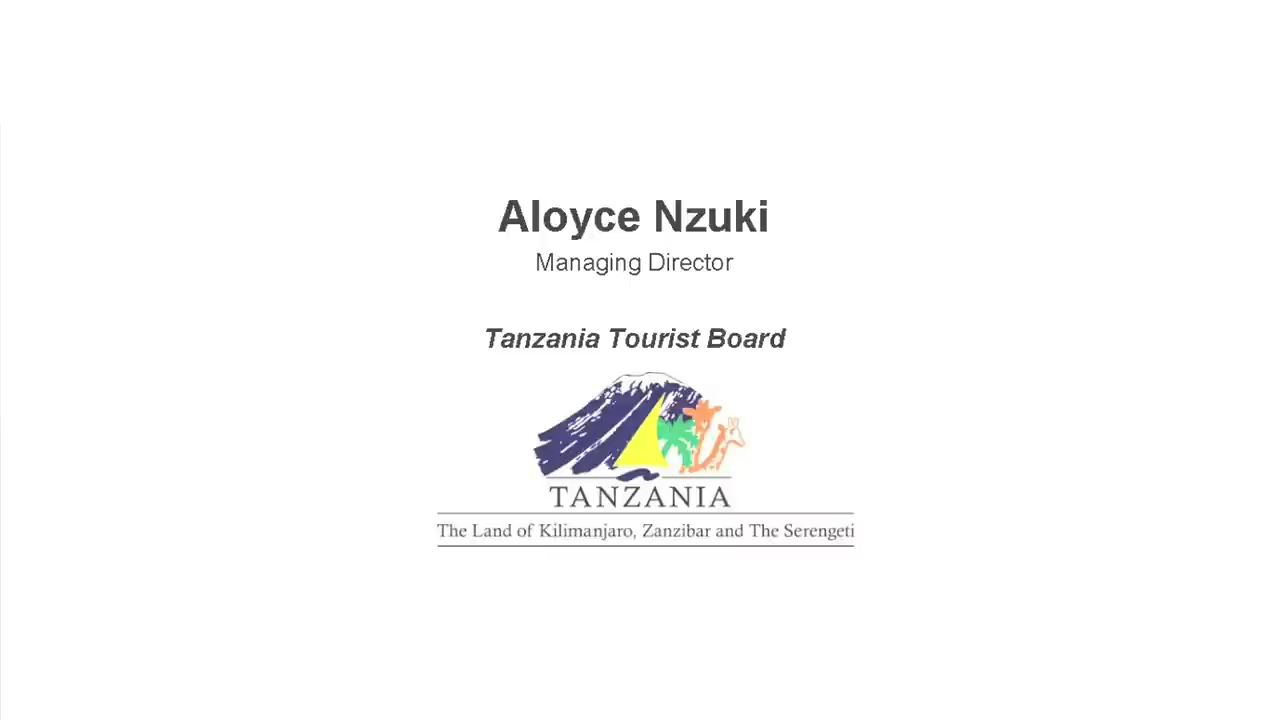 Aloyce Nzuki
Managing Director
Tanzania Tourist Board
TANZANIA
The Land of Kilimanjaro, Zanzibar and The Serengeti